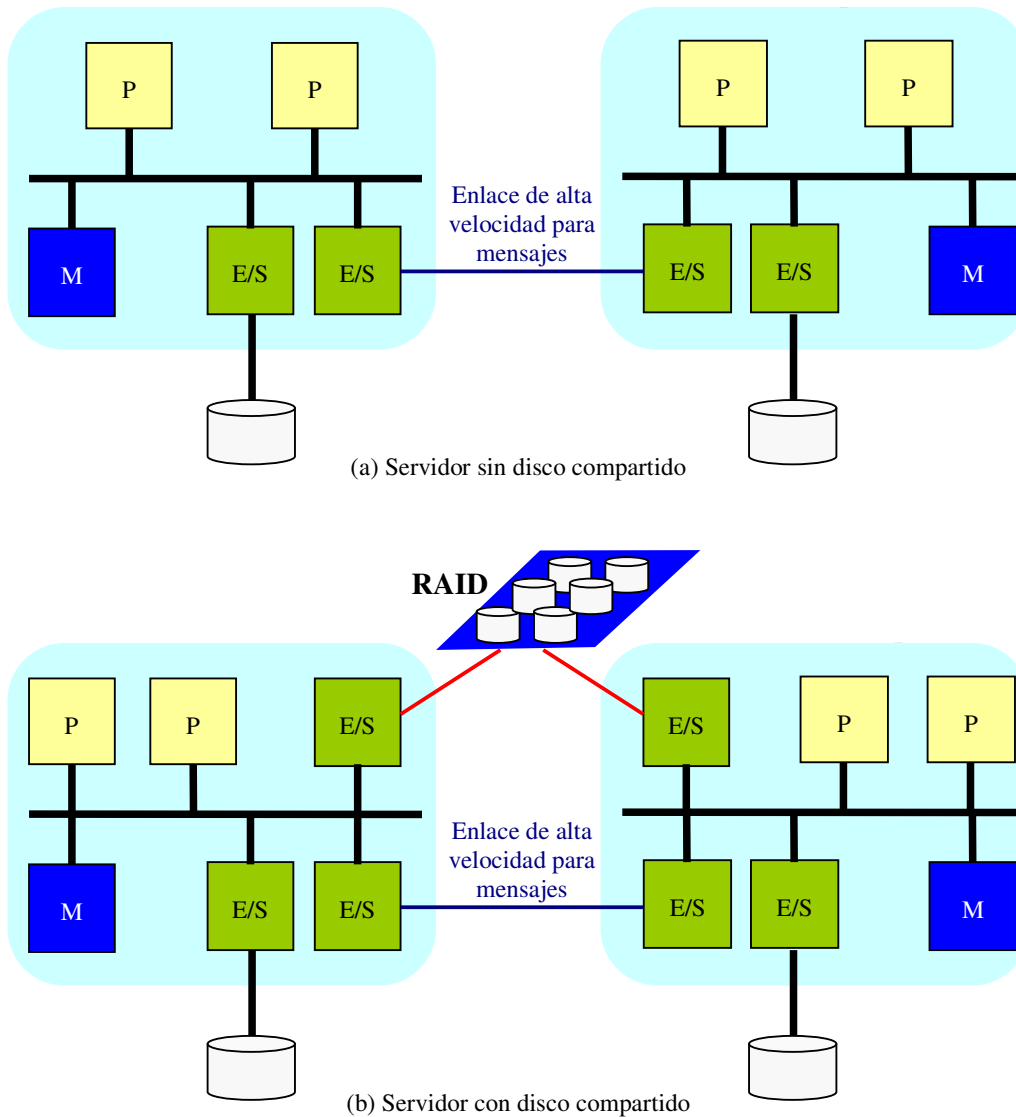 P
P
P
P
Enlace de alta
velocidad para
mensajes
M
E/S
E/S
E/S
E/S
M
(a) Servidor sin disco compartido
RAID
P
P
E/S
E/S
P
P
Enlace de alta
velocidad para
mensajes
M
E/S
E/S
E/S
E/S
M
(b) Servidor con disco compartido